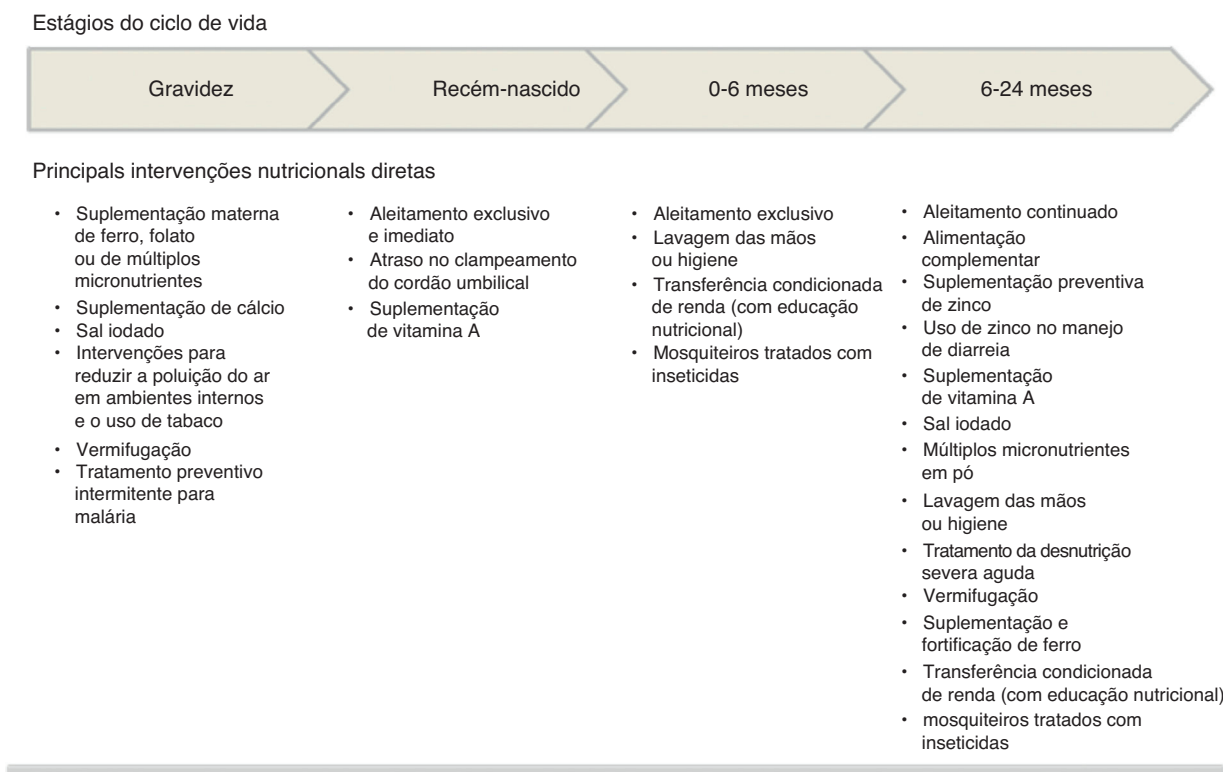 Estágios do ciclo de vida
Gravidez
Recém-nascido
0-6 meses
6-24 meses
Principals intervenções nutricionals diretas
• Suplementação materna
de ferro, folato
ou de múltiplos
micronutrientes
• Suplementação de cálcio
• Sal iodado
• Intervenções para
reduzir a poluição do ar
em ambientes internos
e o uso de tabaco
• Vermifugação
• Tratamento preventivo
intermitente para
malária
• Aleitamento exclusivo
e imediato
• Atraso no clampeamento
do cordão umbilical
• Suplementação
de vitamina A
• Aleitamento exclusivo
• Lavagem das mãos
ou higiene
• Transferência condicionada
de renda (com educação
nutricional)
• Mosquiteiros tratados com
inseticidas
• Aleitamento continuado
• Alimentação
complementar
• Suplementação preventiva
de zinco
• Uso de zinco no manejo
de diarreia
• Suplementação
de vitamina A
• Sal iodado
• Múltiplos micronutrientes
em pó
• Lavagem das mãos
ou higiene
• Tratamento da desnutrição
severa aguda
• Vermifugação
• Suplementação e
fortificação de ferro
• Transferência condicionada
de renda (com educação nutricional)
• mosquiteiros tratados com
inseticidas